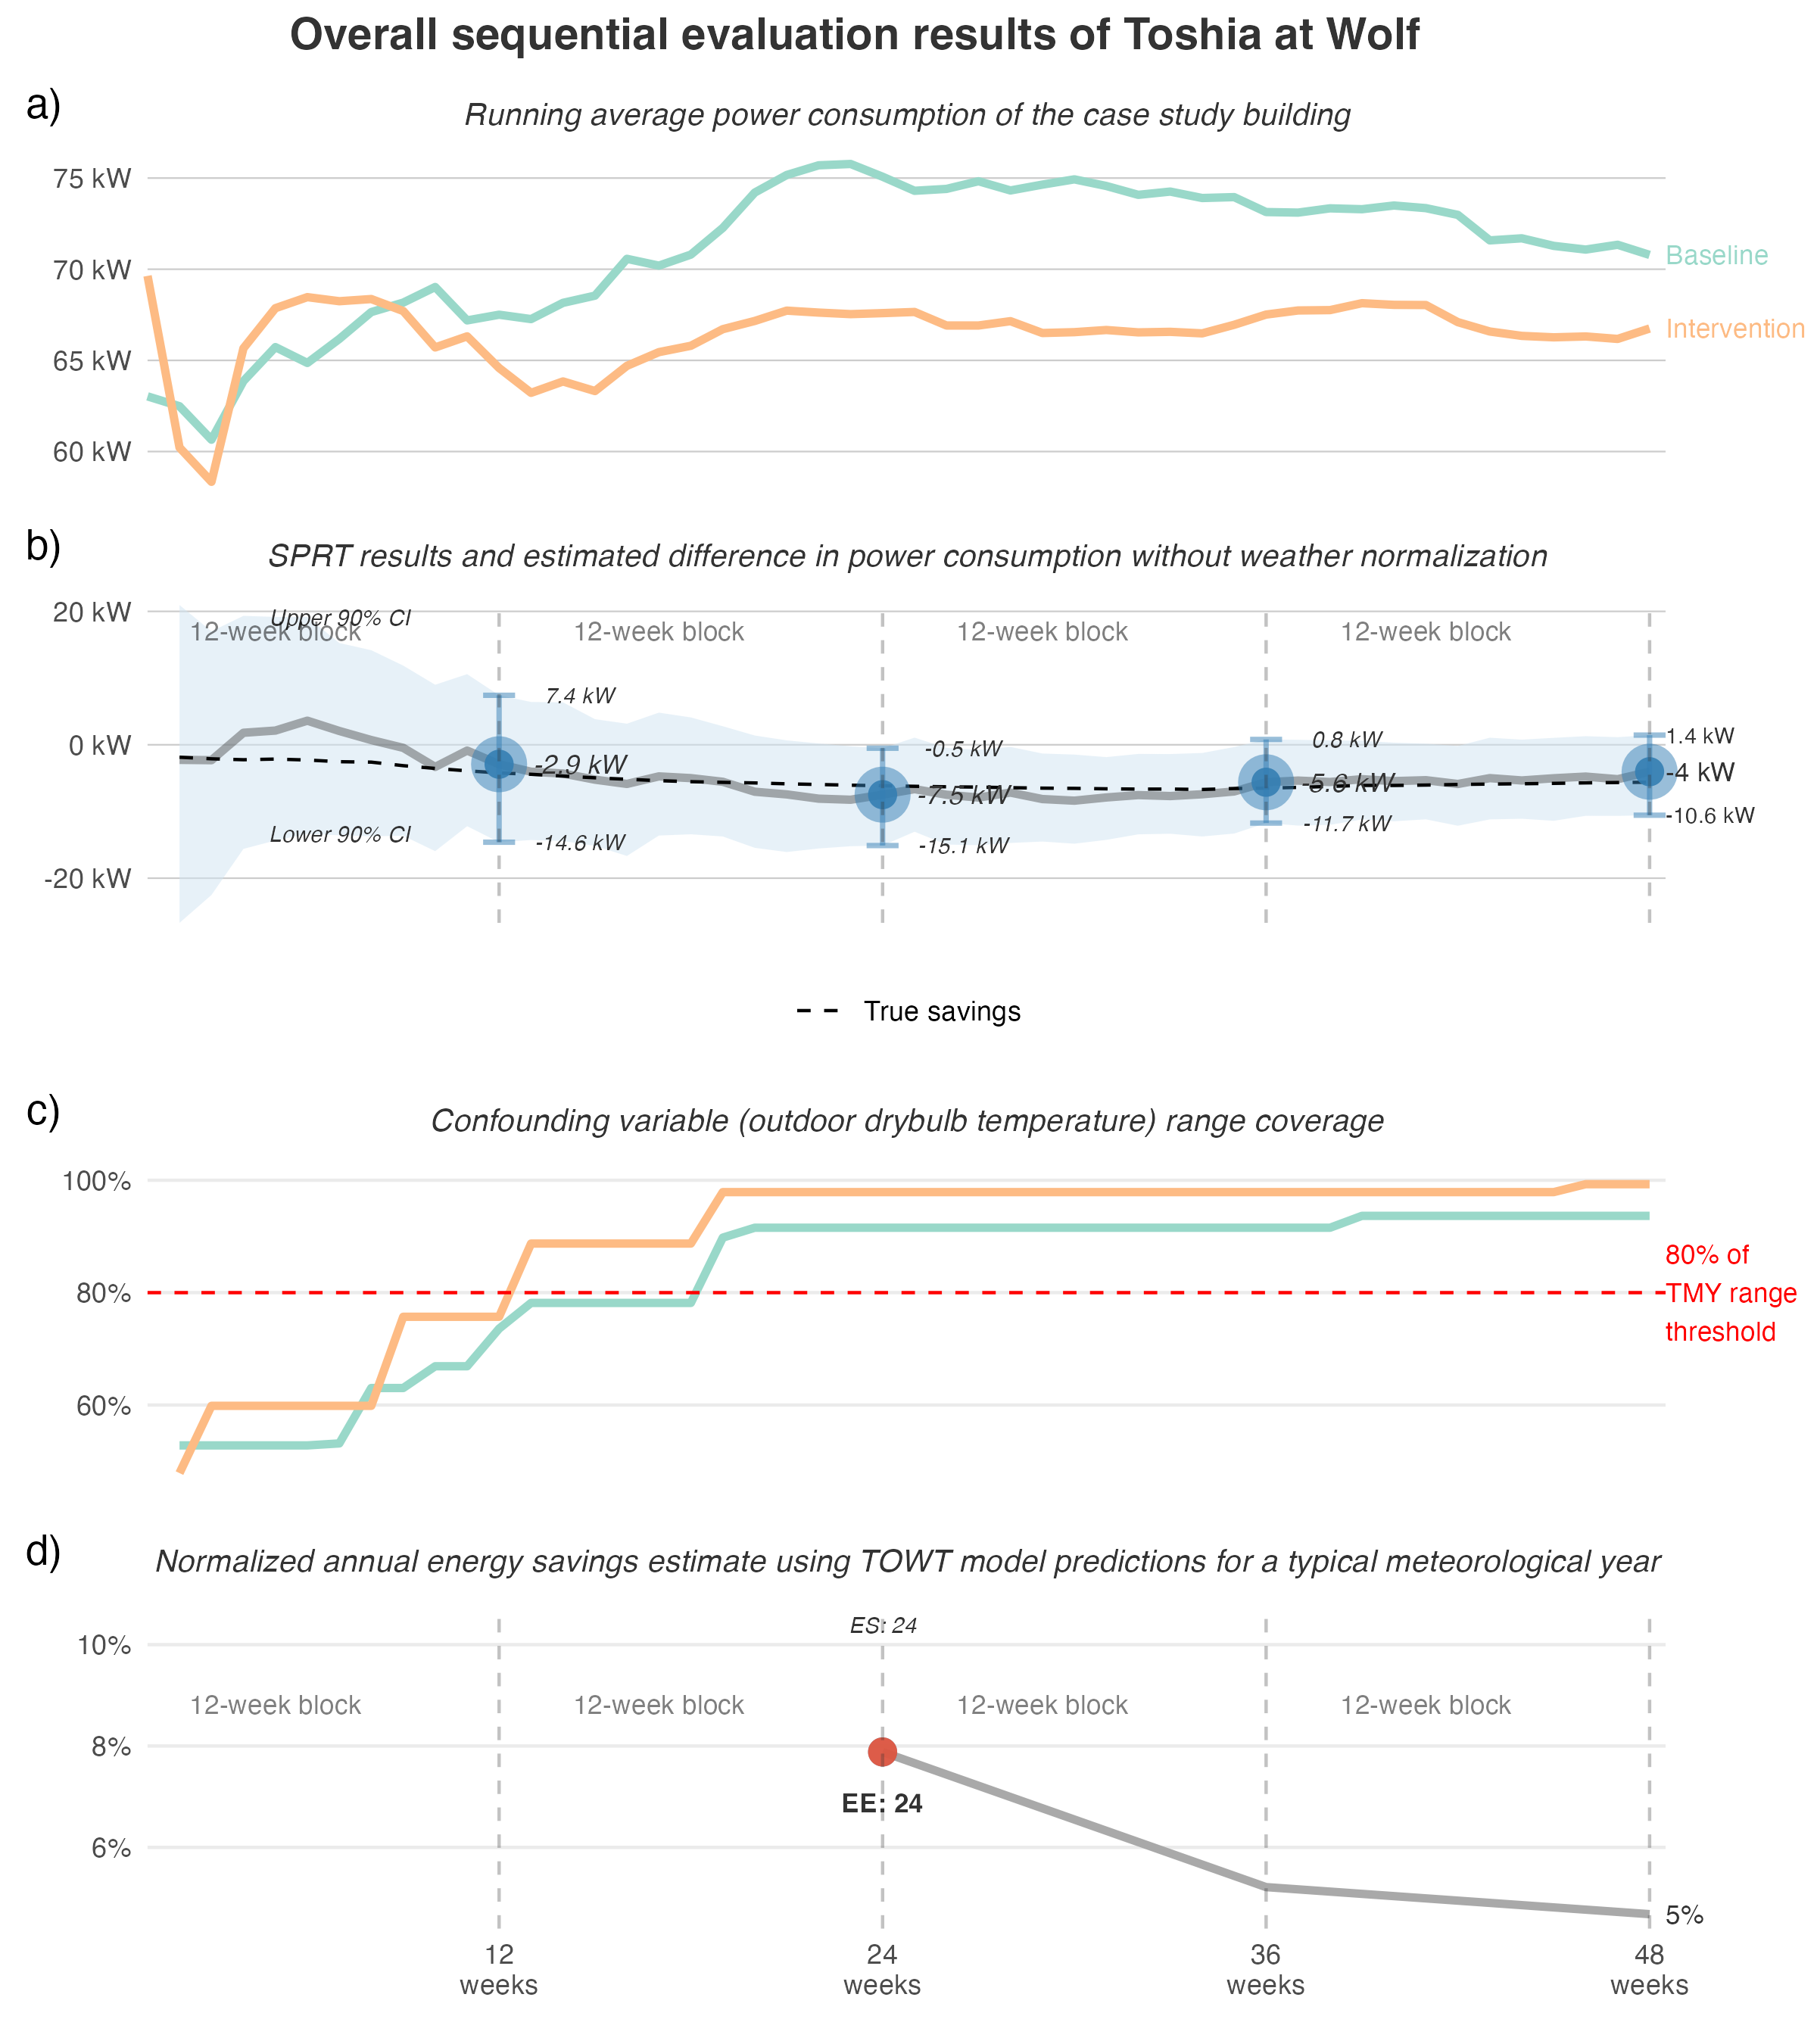 Overall sequential evaluation results of Toshia at Wolf
a)
Running average power consumption of the case study building
75 kW
70 kW
65 kW
60 kW
Baseline
Intervention
b)
SPRT results and estimated difference in power consumption without weather normalization
20 kW
0 kW
-20 kW
Upper 90% CI
12-week block
12-week block
12-week block
12-week block
Lower 90% CI
7.4 kW
-2.9 kW
-14.6 kW
-0.5 kW
-7.5 kW
-15.1 kW
0.8 kW
-5.6 kW
-11.7 kW
1.4 kW
-4 kW
-10.6 kW
True savings
c)
Confounding variable (outdoor drybulb temperature) range coverage
100%
80%
60%
80% of
TMY range
threshold
d)
Normalized annual energy savings estimate using TOWT model predictions for a typical meteorological year
ES: 24
10%
8%
6%
12-week block
12-week block
12-week block
12-week block
EE: 24
5%
12
weeks
24
weeks
36
weeks
48
weeks